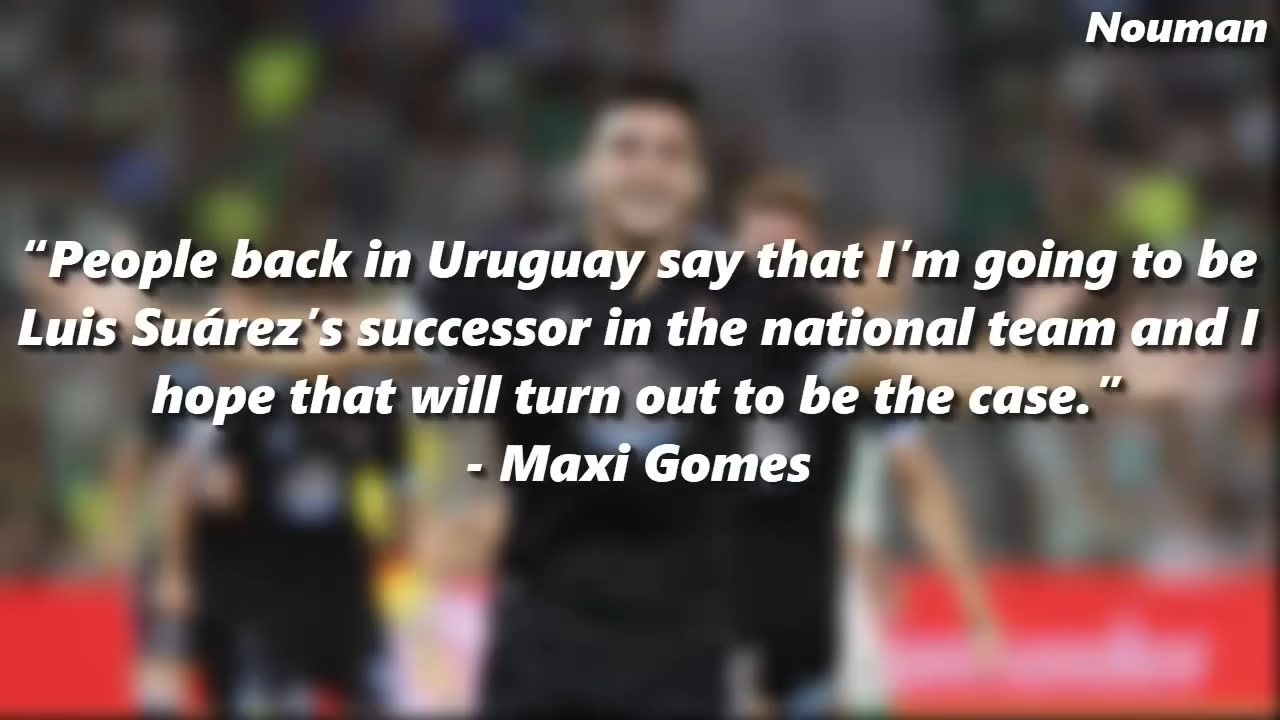 Nouman
“People back in Uruguay say that I'm going to be
Luis Suárez's successor in the national team and I
hope that will turn out to be the case.”
- Maxi Gomes